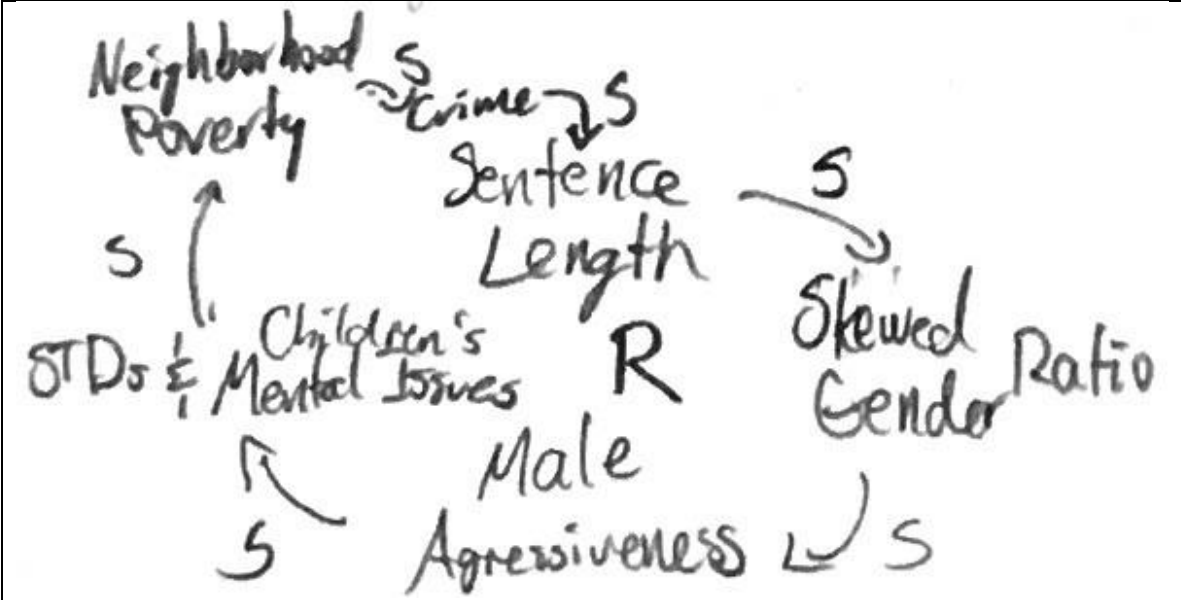 Neighborhood
Poverty
S
Crime
S
Sentence
Length
S
Skewed
Gender Ratio
S
Male
Agressiveness
S
STDs &
Children's
Mental Issues
S
R